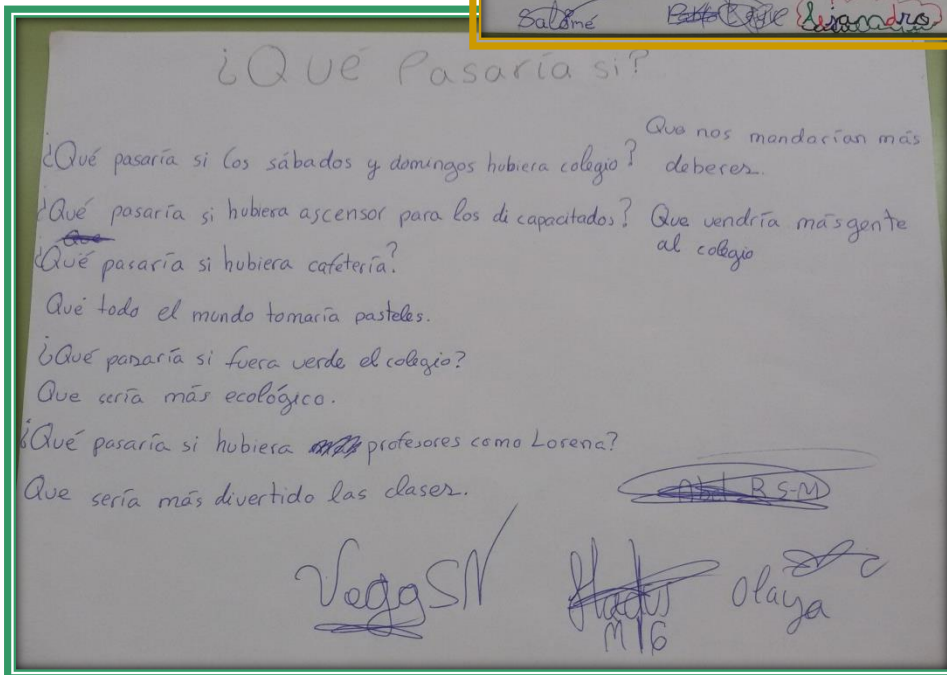 Salomé
¿Qué Pasaría si?
¿Qué pasaría si los sábados y domingos hubiera colegio? Que nos mandarían más deberes.
¿Qué pasaría si hubiera ascensor para los di capacitados? Que vendría más gente al colegio
¿Qué pasaría si hubiera cafetería?
Que todo el mundo tomaría pasteles.
¿Qué pasaría si fuera verde el colegio?
Que sería más ecológico.
¿Qué pasaría si hubiera profesores como Lorena?
Que sería más divertido las clases.
R S-M
Olaya